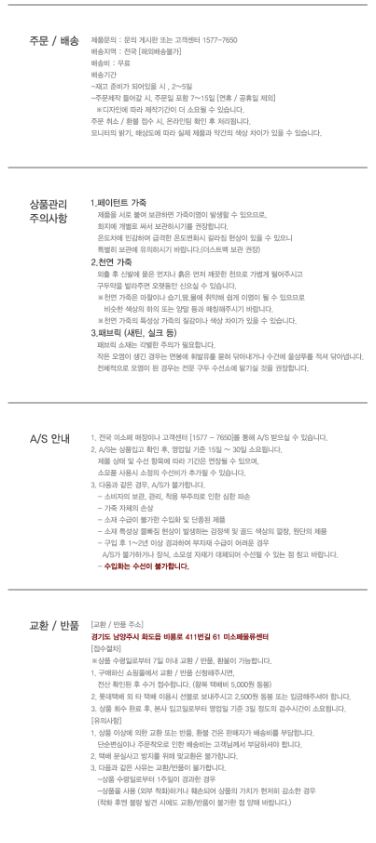 주문 / 배송
제품문의 : 문의 게시판 또는 고객센터 1577-7650
배송지역 : 전국 [해외배송불가]
배송비 : 무료
배송기간
-재고 준비가 되어있을 시 , 2~5일
-주문제작 들어갈 시, 주문일 포함 7~15일 [연휴 / 공휴일 제외]
※디자인에 따라 제작기간이 더 소요될 수 있습니다.
주문 취소 / 환불 접수 시, 온라인팀 확인 후 처리됩니다.
모니터의 밝기, 해상도에 따라 실제 제품과 약간의 색상 차이가 있을 수 있습니다.
상품관리
주의사항
1.페이턴트 가죽
제품을 서로 붙여 보관하면 가죽이염이 발생할 수 있으므로,
화지에 개별로 싸서 보관하시기를 권장합니다.
온도차에 민감하여 급격한 온도변화시 갈라짐 현상이 있을 수 있으니
특별히 보관에 유의하시기 바랍니다.(더스트백 보관 권장)
2.천연 가죽
외출 후 신발에 묻은 먼지나 흙은 먼저 깨끗한 천으로 가볍게 털어주시고
구두약을 발라주면 오랫동안 신으실 수 있습니다.
※천연 가죽은 마찰이나 습기,땀,물에 취약해 쉽게 이염이 될 수 있으므로
비슷한 색상의 하의 또는 양말 등과 매칭해주시기 바랍니다.
※천연 가죽의 특성상 가죽의 질감이나 색상 차이가 있을 수 있습니다.
3.패브릭 (새틴, 실크 등)
패브릭 소재는 각별한 주의가 필요합니다.
작은 오염이 생긴 경우는 면봉에 휘발유를 묻혀 닦아내거나 수건에 울샴푸를 적셔 닦아냅니다.
전체적으로 오염이 된 경우는 전문 구두 수선소에 맡기실 것을 권장합니다.
A/S 안내
1. 전국 미소페 매장이나 고객센터 [1577 - 7650]를 통해 A/S 받으실 수 있습니다.
2. A/S는 상품입고 확인 후, 영업일 기준 15일 ~ 30일 소요됩니다.
제품 상태 및 수선 항목에 따라 기간은 연장될 수 있으며,
소모품 사용시 소정의 수선비가 추가될 수 있습니다.
3. 다음과 같은 경우, A/S가 불가합니다.
- 소비자의 보관, 관리, 착용 부주의로 인한 심한 파손
- 가죽 자체의 손상
- 소재 수급이 불가한 수입화 및 단종된 제품
- 소재 특성상 물빠짐 현상이 발생하는 검정색 및 골드 색상의 깔창, 원단의 제품
- 구입 후 1~2년 이상 경과하여 부자재 수급이 어려운 경우
A/S가 불가하거나 장식, 소모성 자재가 대체되어 수선될 수 있는 점 참고 바랍니다.
- 수입화는 수선이 불가합니다.
교환 / 반품
[교환 / 반품 주소]
경기도 남양주시 화도읍 비룡로 411번길 61 미소페물류센터
[접수절차]
※상품 수령일로부터 7일 이내 교환 / 반품, 환불이 가능합니다.
1. 구매하신 쇼핑몰에서 교환 / 반품 신청해주시면,
전산 확인된 후 수거 접수합니다. (왕복 택배비 5,000원 동봉)
2. 롯데택배 외 타 택배 이용시 선불로 보내주시고 2,500원 동봉 또는 입금해주셔야 합니다.
3. 상품 회수 완료 후, 본사 입고일로부터 영업일 기준 3일 정도의 검수시간이 소요됩니다.
[유의사항]
1. 상품 이상에 의한 교환 또는 반품, 환불 건은 판매자가 배송비를 부담합니다.
단순변심이나 주문착오로 인한 배송비는 고객님께서 부담하셔야 합니다.
2. 택배 분실사고 방지를 위해 맞교환은 불가합니다.
3. 다음과 같은 사유는 교환/반품이 불가합니다.
-상품 수령일로부터 1주일이 경과한 경우
-상품을 사용 (외부 착화)하거나 훼손되어 상품의 가치가 현저히 감소한 경우
(착화 후엔 불량 발견 시에도 교환/반품이 불가한 점 양해 바랍니다.)